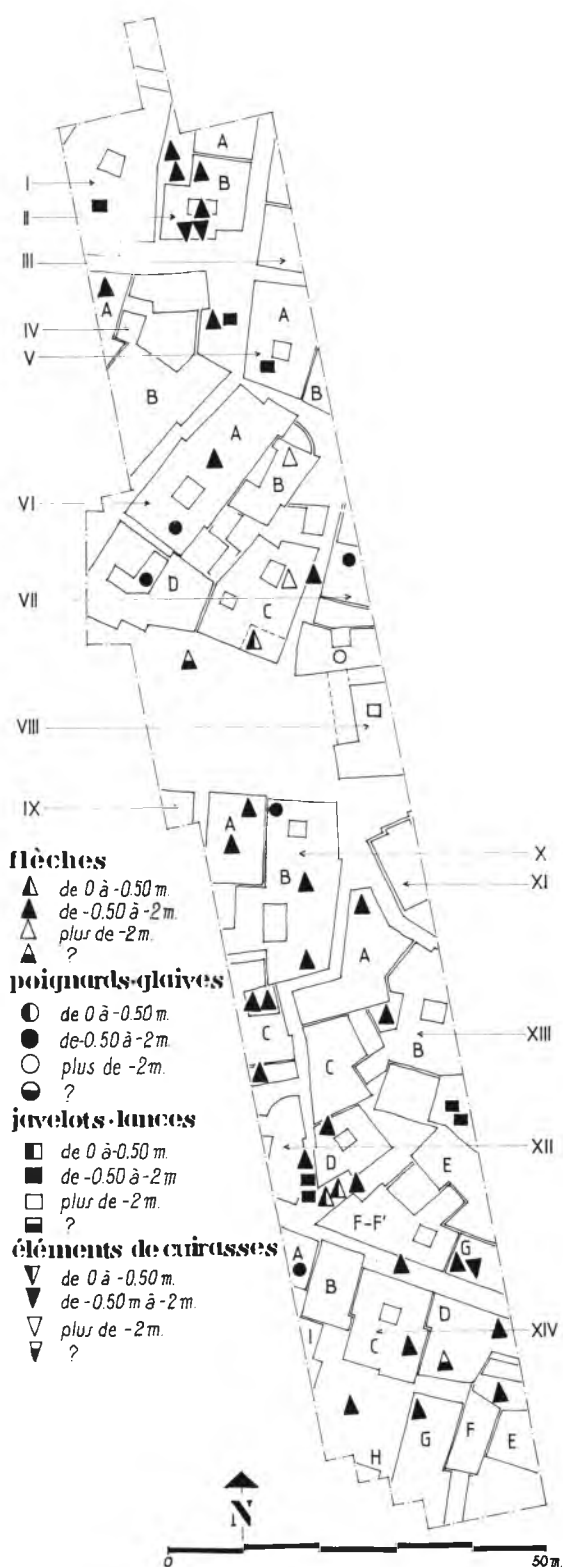 A
I
B
II
III
A
A
IV
V
B
B
A
VI
B
D
VII
C
VIII
IX
A
X
B
XI
flèches
de 0 à -0.50 m.
de -0.50 à -2 m.
plus de -2 m.
?
A
poignards-glaives
de 0 à -0.50 m.
de -0.50 à -2 m.
plus de -2 m.
?
C
XIII
B
C
javelots-lances
de 0 à -0.50 m.
de -0.50 à -2 m
plus de -2 m.
?
XII
D
E
F-F'
éléments de cuirasses
de 0 à -0.50 m.
de -0.50 m à -2 m.
plus de -2 m.
?
A
G
B
D
I
C
XIV
F
G
E
H
N
0
50 m.